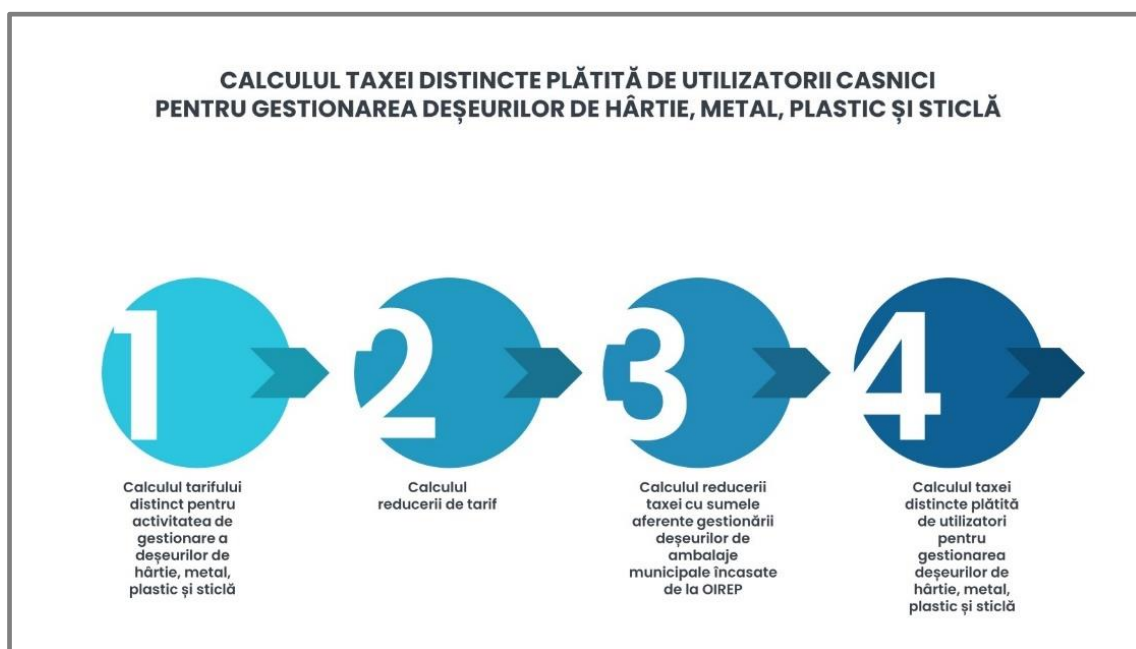 CALCULUL TAXEI DISTINCTE PLĂTITĂ DE UTILIZATORII CASNICI
PENTRU GESTIONAREA DEȘEURILOR DE HÂRTIE, METAL, PLASTIC ȘI STICLĂ
1
Calculul tarifului
distinct pentru
activitatea de
gestionare a
deșeurilor de
hârtie, metal,
plastic și sticlă
2
Calculul
reducerii de tarif
3
Calculul reducerii
taxei cu sumele
aferente gestionării
deșeurilor de
ambalaje
municipale încasate
de la OIREP
4
Calculul taxei
distincte plătită
de utilizatori
pentru
gestionarea
deșeurilor de
hârtie, metal,
plastic și sticlă